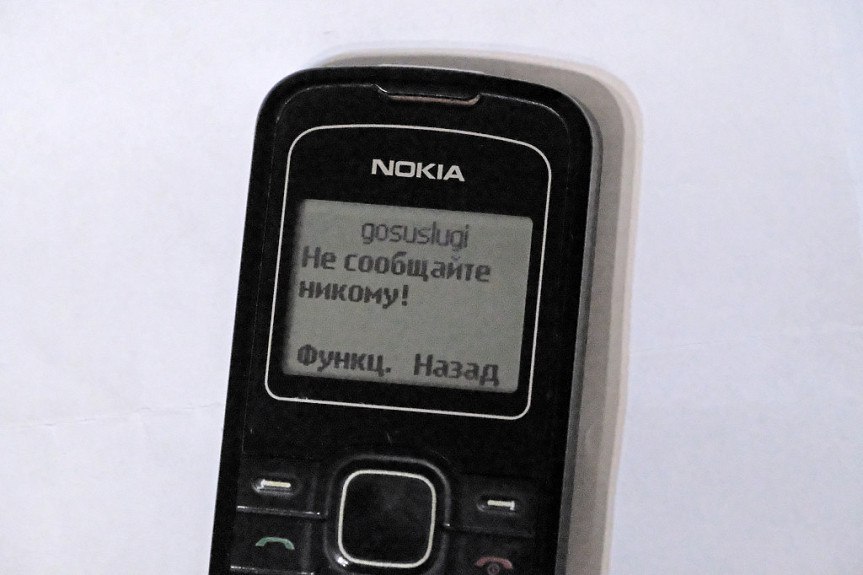 NOKIA
gosuslugi
Не сообщайте
никому!
Функц. Назад